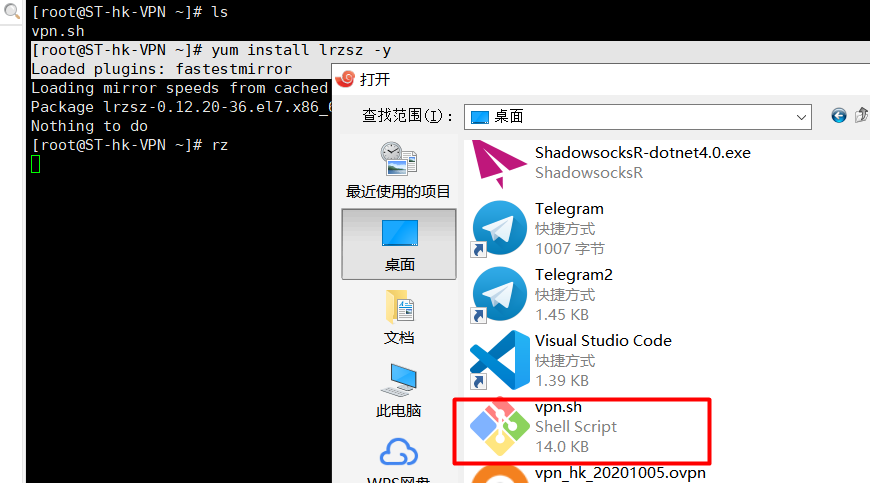 [root@ST-hk-VPN ~]# ls
vpn.sh
[root@ST-hk-VPN ~]# yum install lrzsz -y
Loaded plugins: fastestmirror
Loading mirror speeds from cached
Package lrzsz-0.12.20-36.el7.x86_6
Nothing to do
[root@ST-hk-VPN ~]# rz
打开
查找范围(I):
桌面
最近使用的项目
桌面
文档
此电脑
WPS网盘
ShadowsocksR-dotnet4.0.exe
ShadowsocksR
Telegram
快捷方式
1007 字节
Telegram2
快捷方式
1.45 KB
Visual Studio Code
快捷方式
1.39 KB
vpn.sh
Shell Script
14.0 KB
vpn_hk_20201005.ovpn